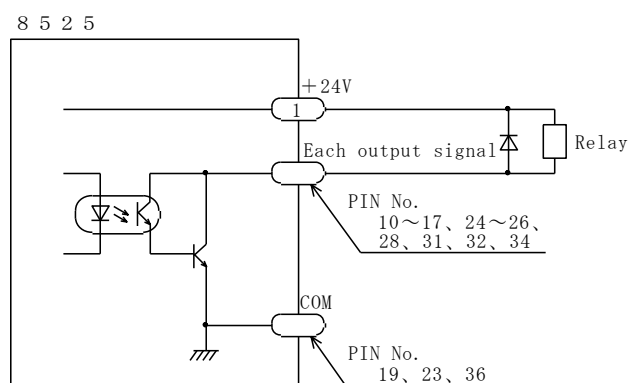 ８５２５
＋24V
1
Each output signal
Relay
PIN No.
10～17、24～26、
28、31、32、34
COM
PIN No.
19、23、36